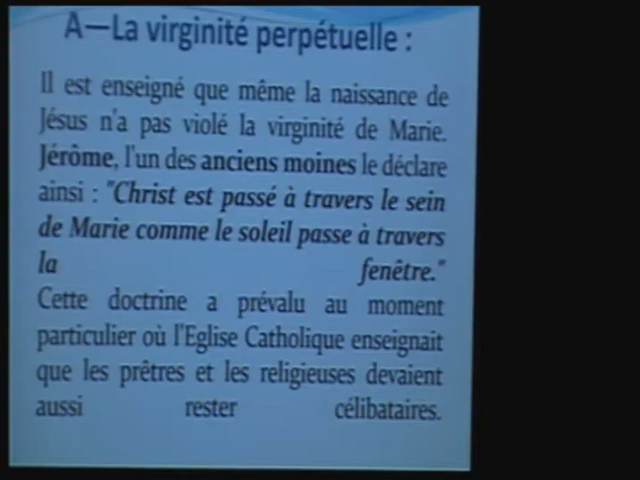 A—La virginité perpétuelle :
Il est enseigné que même la naissance de
Jésus n'a pas violé la virginité de Marie.
Jérôme, l'un des anciens moines le déclare
ainsi : "Christ est passé à travers le sein
de Marie comme le soleil passe à travers
la fenêtre."
Cette doctrine a prévalu au moment
particulier où l'Eglise Catholique enseignait
que les prêtres et les religieuses devaient
aussi rester célibataires.